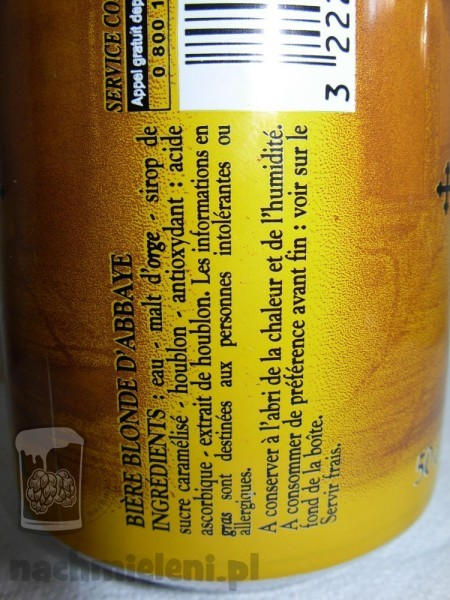 SERVICE CO
Appel gratuit dep
0 800 1
3 222
BIÈRE BLONDE D'ABBAYE
INGRÉDIENTS : eau - malt d'orge - sirop de
sucre caramélisé - houblon - antioxydant : acide
ascorbique - extrait de houblon. Les informations en
gras sont destinées aux personnes intolérantes ou
allergiques.
A conserver à l'abri de la chaleur et de l'humidité.
A consommer de préférence avant fin : voir sur le
fond de la boîte.
Servir frais.
50
nachmieleni.pl